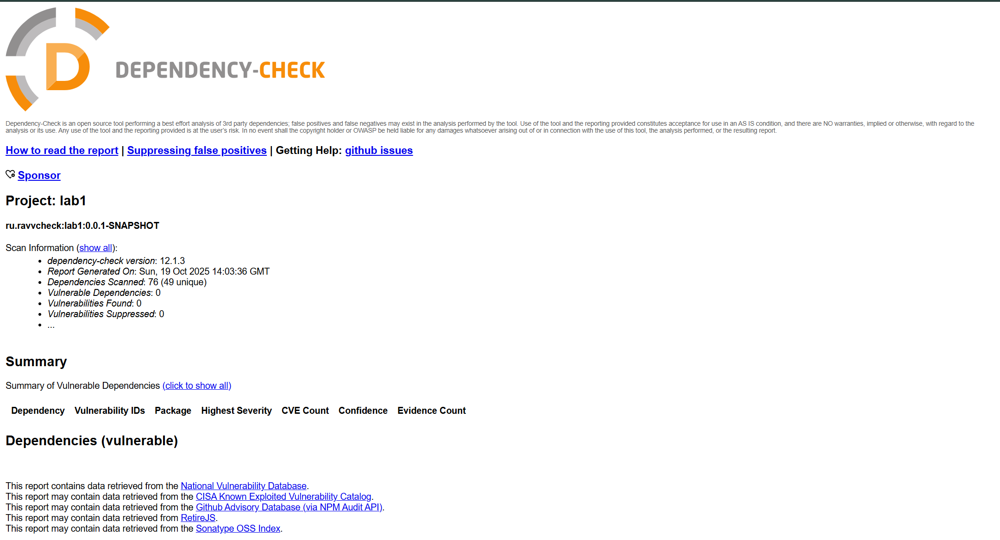 DEPENDENCY-CHECK
Dependency-Check is an open source tool performing a best effort analysis of 3rd party dependencies; false positives and false negatives may exist in the analysis performed by the tool. Use of the tool and the reporting provided constitutes acceptance for use in an AS IS condition, and there are NO warranties, implied or otherwise, with regard to the
analysis or its use. Any use of the tool and the reporting provided is at the user's risk. In no event shall the copyright holder or OWASP be held liable for any damages whatsoever arising out of or in connection with the use of this tool, the analysis performed, or the resulting report.
How to read the report | Suppressing false positives | Getting Help: github issues
Sponsor
Project: lab1
ru.ravvcheck:lab1:0.0.1-SNAPSHOT
Scan Information (show all):
• dependency-check version: 12.1.3
• Report Generated On: Sun, 19 Oct 2025 14:03:36 GMT
• Dependencies Scanned: 76 (49 unique)
• Vulnerable Dependencies: 0
• Vulnerabilities Found: 0
• Vulnerabilities Suppressed: 0
• ...
Summary
Summary of Vulnerable Dependencies (click to show all)
Dependency Vulnerability IDs Package Highest Severity CVE Count Confidence Evidence Count
Dependencies (vulnerable)
This report contains data retrieved from the National Vulnerability Database.
This report may contain data retrieved from the CISA Known Exploited Vulnerability Catalog.
This report may contain data retrieved from the Github Advisory Database (via NPM Audit API).
This report may contain data retrieved from RetireJS.
This report may contain data retrieved from the Sonatype OSS Index.